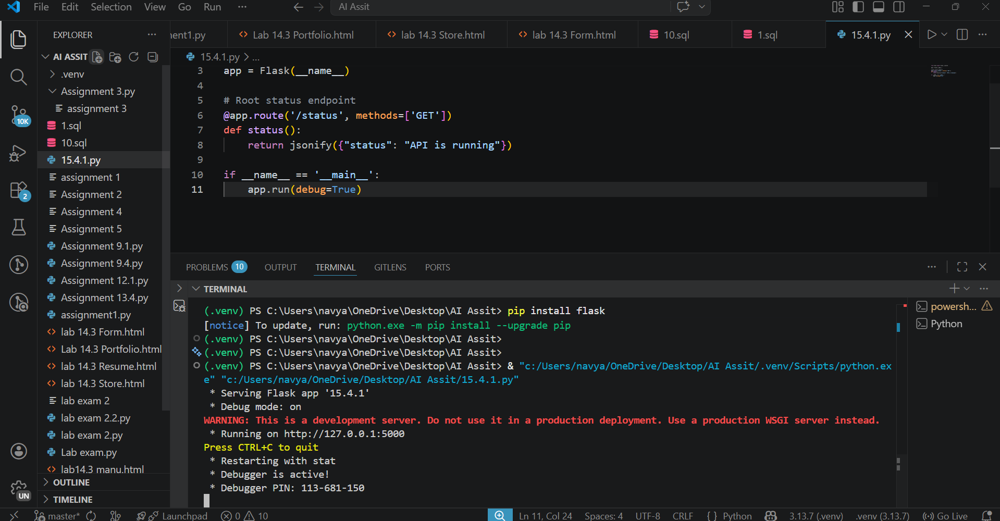 File Edit Selection View Go Run ··· AI Assit
EXPLORER ···
AI ASSIT
.venv
Assignment 3.py
assignment 3
1.sql
10.sql
15.4.1.py
assignment 1
Assignment 2
Assignment 4
Assignment 5
Assignment 9.1.py
Assignment 9.4.py
Assignment 12.1.py
Assignment 13.4.py
assignment1.py
lab 14.3 Form.html
Lab 14.3 Portfolio.html
lab 14.3 Resume.html
lab 14.3 Store.html
lab exam 2
lab exam 2.2.py
lab exam 2.py
Lab exam.py
lab14.3 manu.html
OUTLINE
TIMELINE
10K
2
UN
nent1.py Lab 14.3 Portfolio.html lab 14.3 Store.html lab 14.3 Form.html 10.sql 1.sql 15.4.1.py
15.4.1.py > ...
3 app = Flask(__name__)
4
5 # Root status endpoint
6 @app.route('/status', methods=['GET'])
7 def status():
8 return jsonify({"status": "API is running"})
9
10 if __name__ == '__main__':
11 app.run(debug=True)
PROBLEMS 10 OUTPUT TERMINAL GITLENS PORTS
TERMINAL
(.venv) PS C:\Users\navya\OneDrive\Desktop\AI Assit> pip install flask
[notice] To update, run: python.exe -m pip install --upgrade pip
(.venv) PS C:\Users\navya\OneDrive\Desktop\AI Assit>
(.venv) PS C:\Users\navya\OneDrive\Desktop\AI Assit>
(.venv) PS C:\Users\navya\OneDrive\Desktop\AI Assit> & "c:/Users/navya/OneDrive/Desktop/AI Assit/.venv/Scripts/python.ex
e" "c:/Users/navya/OneDrive/Desktop/AI Assit/15.4.1.py"
* Serving Flask app '15.4.1'
* Debug mode: on
WARNING: This is a development server. Do not use it in a production deployment. Use a production WSGI server instead.
* Running on http://127.0.0.1:5000
Press CTRL+C to quit
* Restarting with stat
* Debugger is active!
* Debugger PIN: 113-681-150
powersh...
Python
master* Launchpad 0 10 Ln 11, Col 24 Spaces: 4 UTF-8 CRLF { } Python 3.13.7 (.venv) .venv (3.13.7) Go Live